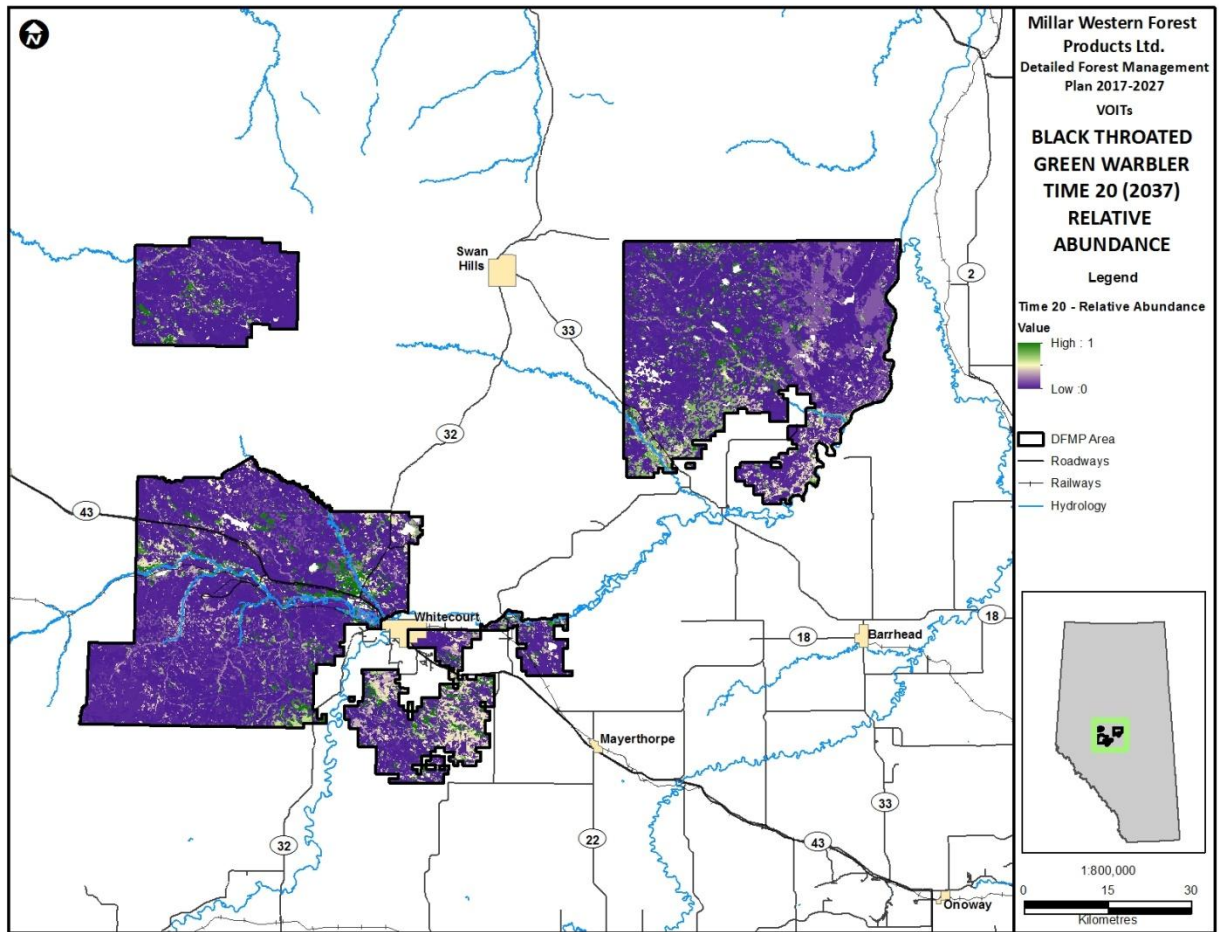 N
Swan
Hills
2
33
32
43
Whitecourt
18
18
Barrhead
Mayerthorpe
33
32
22
43
Onoway
Millar Western Forest
Products Ltd.
Detailed Forest Management
Plan 2017-2027
VOITs
BLACK THROATED
GREEN WARBLER
TIME 20 (2037)
RELATIVE
ABUNDANCE
Legend
Time 20 - Relative Abundance
Value
High : 1
Low :0
DFMP Area
Roadways
Railways
Hydrology
1:800,000
0 15 30
Kilometres